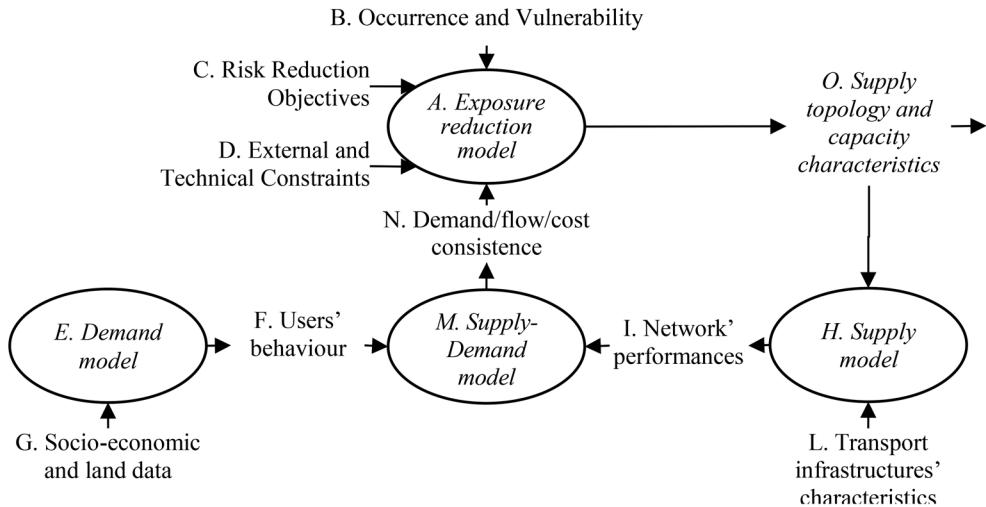 B. Occurrence and Vulnerability
C. Risk Reduction
Objectives
A. Exposure
reduction
model
D. External and
Technical Constraints
O. Supply
topology and
capacity
characteristics
N. Demand/flow/cost
consistence
E. Demand
model
F. Users’
behaviour
M. Supply-
Demand
model
I. Network’
performances
H. Supply
model
G. Socio-economic
and land data
L. Transport
infrastructures’
characteristics